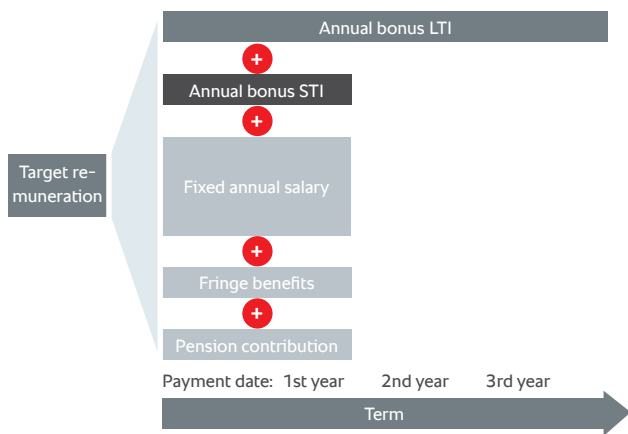 Annual bonus LTI
+
Annual bonus STI
+
Target re-
muneration
Fixed annual salary
+
Fringe benefits
+
Pension contribution
Payment date: 1st year 2nd year 3rd year
Term